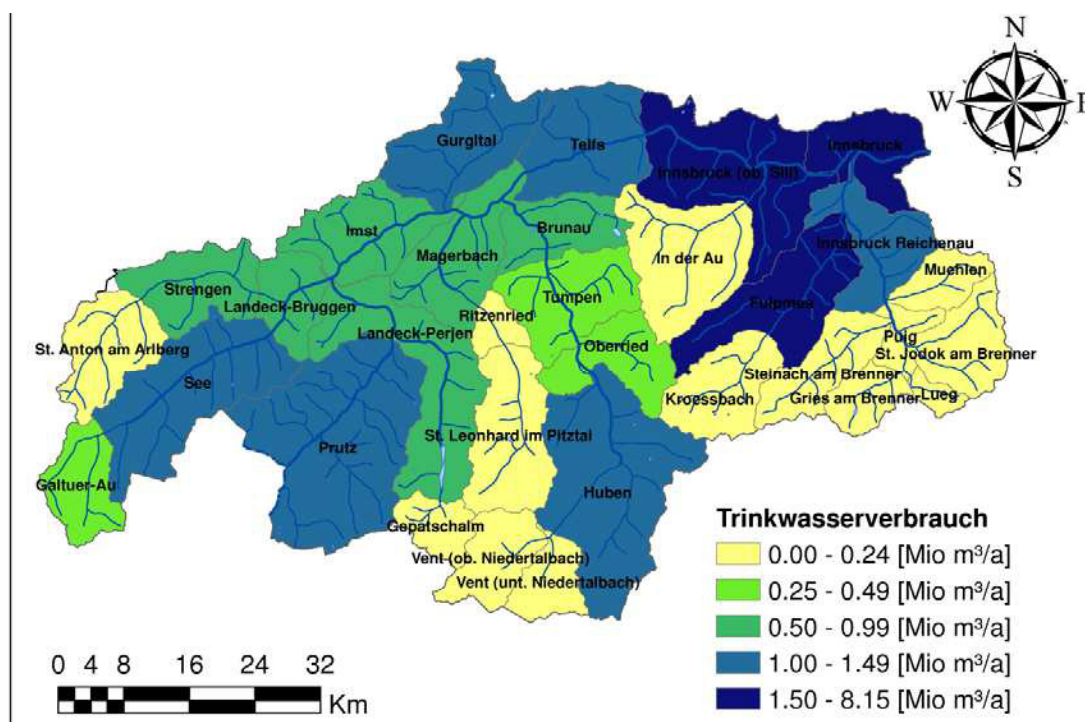 N
W
E
S
Gurgltal
Telfs
Innsbruck (ob. Sill)
Innsbruck
Imst
Magerbach
Brunau
In der Au
Innsbruck Reichenau
Muehlen
Strengen
Landeck-Bruggen
Tumpen
Fulpmes
Ritzenried
Landeck-Perjen
Oberried
Puig
St. Anton am Arlberg
St. Jodok am Brenner
See
Steinach am Brenner
Kroessbach
Gries am Brenner
Lueg
St. Leonhard im Pitztal
Prutz
Galtuer-Au
Huben
Gepatschalm
Vent (ob. Niedertalbach)
Vent (unt. Niedertalbach)
Trinkwasserverbrauch
0.00 - 0.24 [Mio m³/a]
0.25 - 0.49 [Mio m³/a]
0.50 - 0.99 [Mio m³/a]
1.00 - 1.49 [Mio m³/a]
1.50 - 8.15 [Mio m³/a]
0 4 8 16 24 32
Km